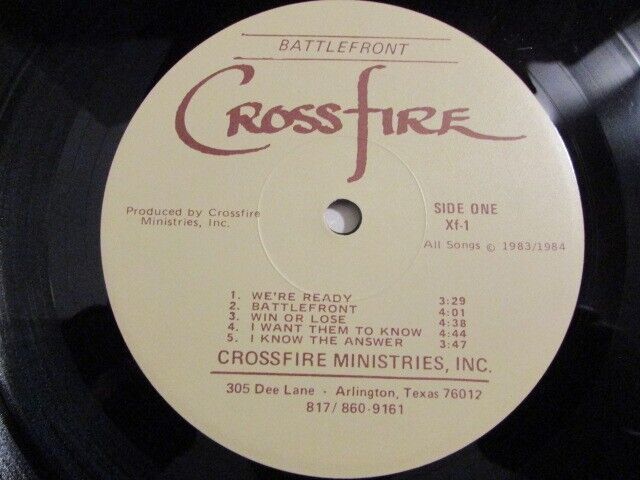 BATTLEFRONT
CROSSFIRE
Produced by Crossfire
Ministries, Inc.
SIDE ONE
Xf-1
All Songs © 1983/1984
1. WE'RE READY 3:29
2. BATTLEFRONT 4:01
3. WIN OR LOSE 4:38
4. I WANT THEM TO KNOW 4:44
5. I KNOW THE ANSWER 3:47
CROSSFIRE MINISTRIES, INC.
305 Dee Lane · Arlington, Texas 76012
817/860-9161